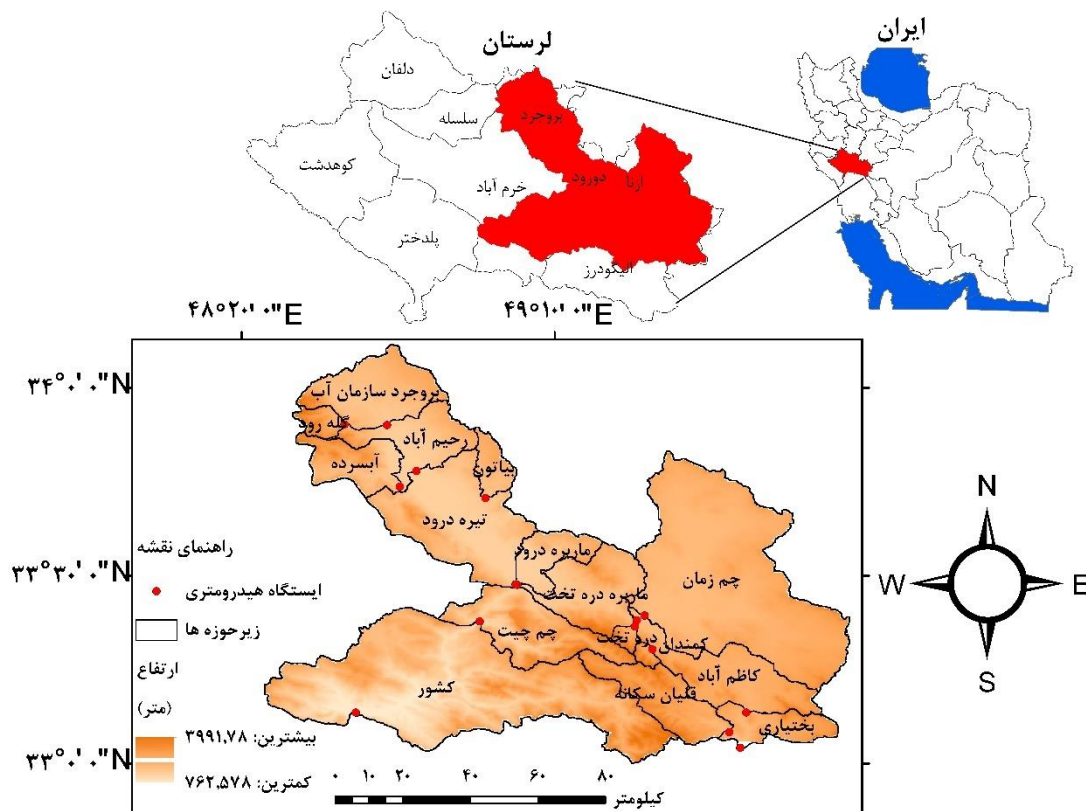 ایران
لرستان
دلفان
سلسله
بروجرد
کوهدشت
خرم آباد
دورود
ازنا
پلدختر
الیگودرز
۴۸°۲۰'۰"E
۴۹°۱۰'۰"E
۳۴°۰'۰"N
۳۳°۳۰'۰"N
۳۳°۰'۰"N
بروجرد سازمان آب
گله رود
رحیم آباد
آبسرده
بیاتون
تیره درود
ماربره درود
چم زمان
ماربره دره تخت
دره تخت
کمندان
چم چیت
کاظم آباد
قلیان سکانه
کشور
بختیاری
راهنمای نقشه
ایستگاه هیدرومتری
زیرحوزه ها
ارتفاع
(متر)
بیشترین: ۳۹۹۱,۷۸
کمترین: ۷۶۲,۵۷۸
۰ ۱۰ ۲۰ ۴۰ ۶۰ ۸۰
کیلومتر
N
W
E
S